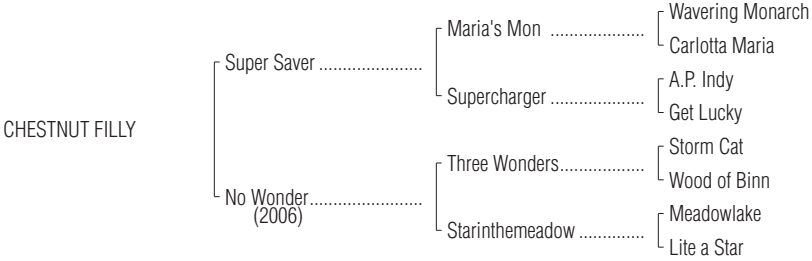 Wavering Monarch
Maria's Mon ....................
Carlotta Maria
Super Saver ......................
A.P. Indy
Supercharger ....................
Get Lucky
CHESTNUT FILLY
Storm Cat
Three Wonders..................
Wood of Binn
No Wonder........................
(2006)
Meadowlake
Starinthemeadow ..............
Lite a Star